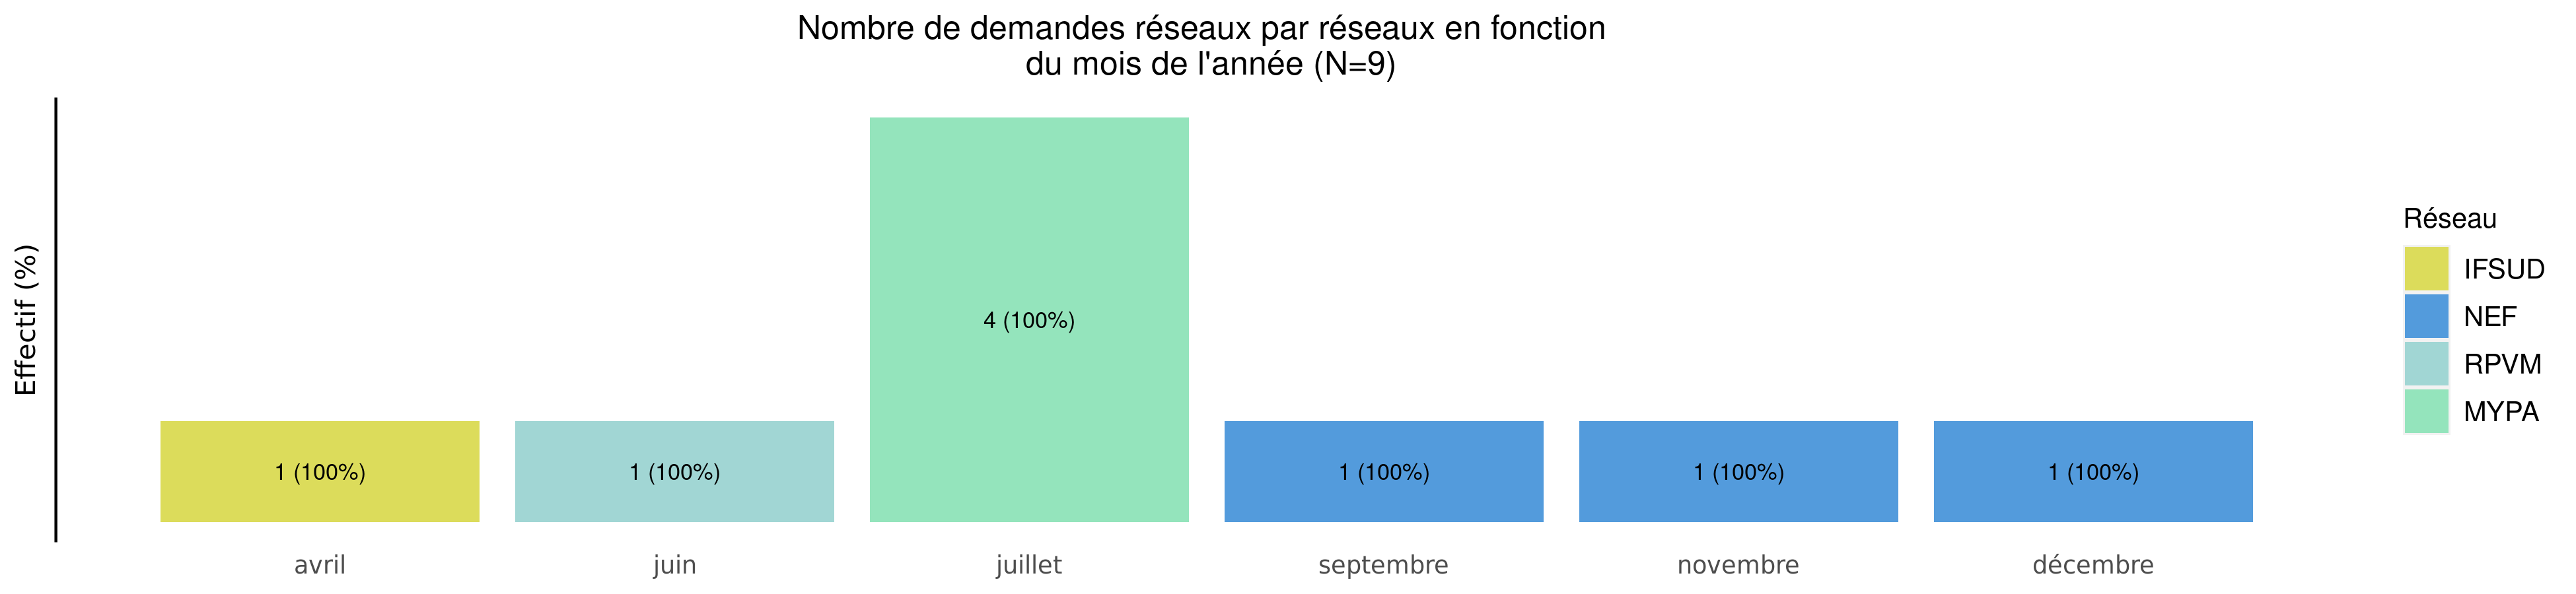 Nombre de demandes réseaux par réseaux en fonction
du mois de l'année (N=9)
Effectif (%)
4 (100%)
1 (100%)
1 (100%)
1 (100%)
1 (100%)
1 (100%)
avril
juin
juillet
septembre
novembre
décembre
Réseau
IFSUD
NEF
RPVM
MYPA